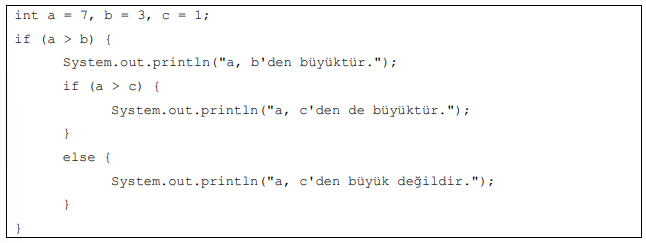 int a = 7, b = 3, c = 1;
if (a > b) {
System.out.println("a, b'den büyüktür.");
if (a > c) {
System.out.println("a, c'den de büyüktür.");
}
else {
System.out.println("a, c'den büyük değildir.");
}
}